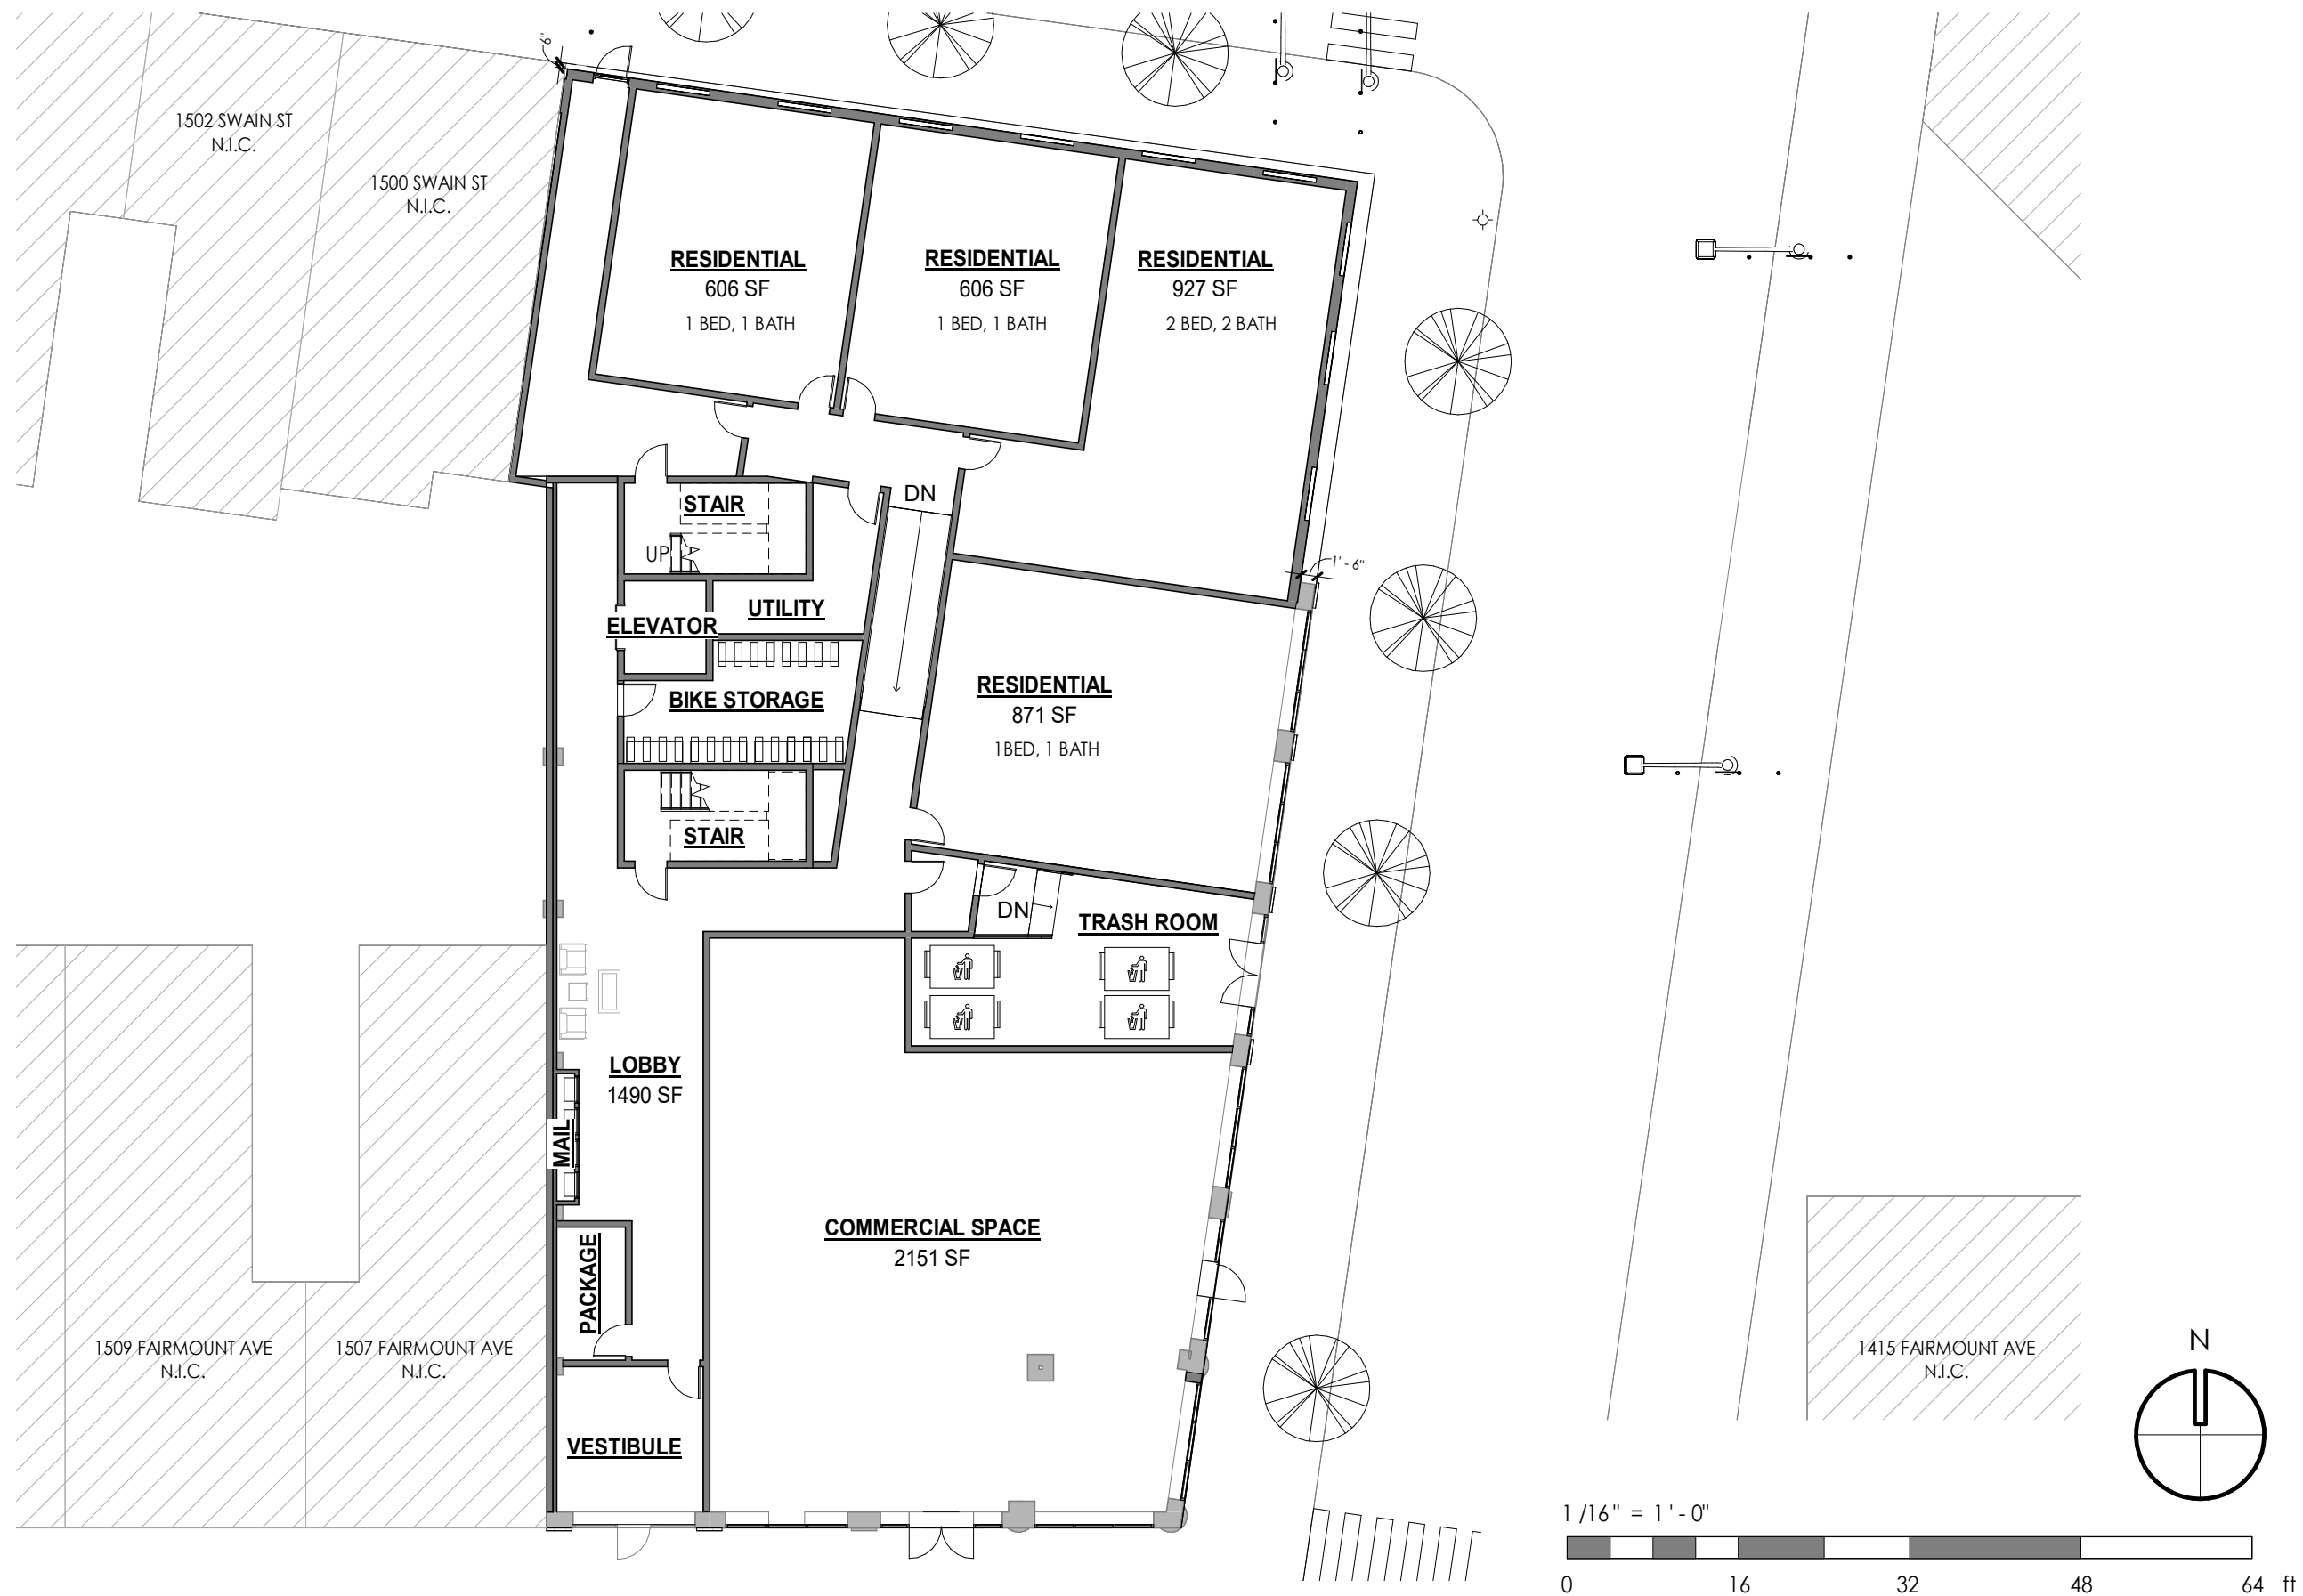 6"
1502 SWAIN ST
N.I.C.
1500 SWAIN ST
N.I.C.
RESIDENTIAL
606 SF
1 BED, 1 BATH
RESIDENTIAL
606 SF
1 BED, 1 BATH
RESIDENTIAL
927 SF
2 BED, 2 BATH
STAIR
UP
DN
ELEVATOR
UTILITY
1' - 6"
BIKE STORAGE
RESIDENTIAL
871 SF
1BED, 1 BATH
STAIR
DN
TRASH ROOM
LOBBY
1490 SF
MAIL
PACKAGE
COMMERCIAL SPACE
2151 SF
VESTIBULE
1509 FAIRMOUNT AVE
N.I.C.
1507 FAIRMOUNT AVE
N.I.C.
1415 FAIRMOUNT AVE
N.I.C.
N
1 /16" = 1 ' - 0"
0 16 32 48 64 ft